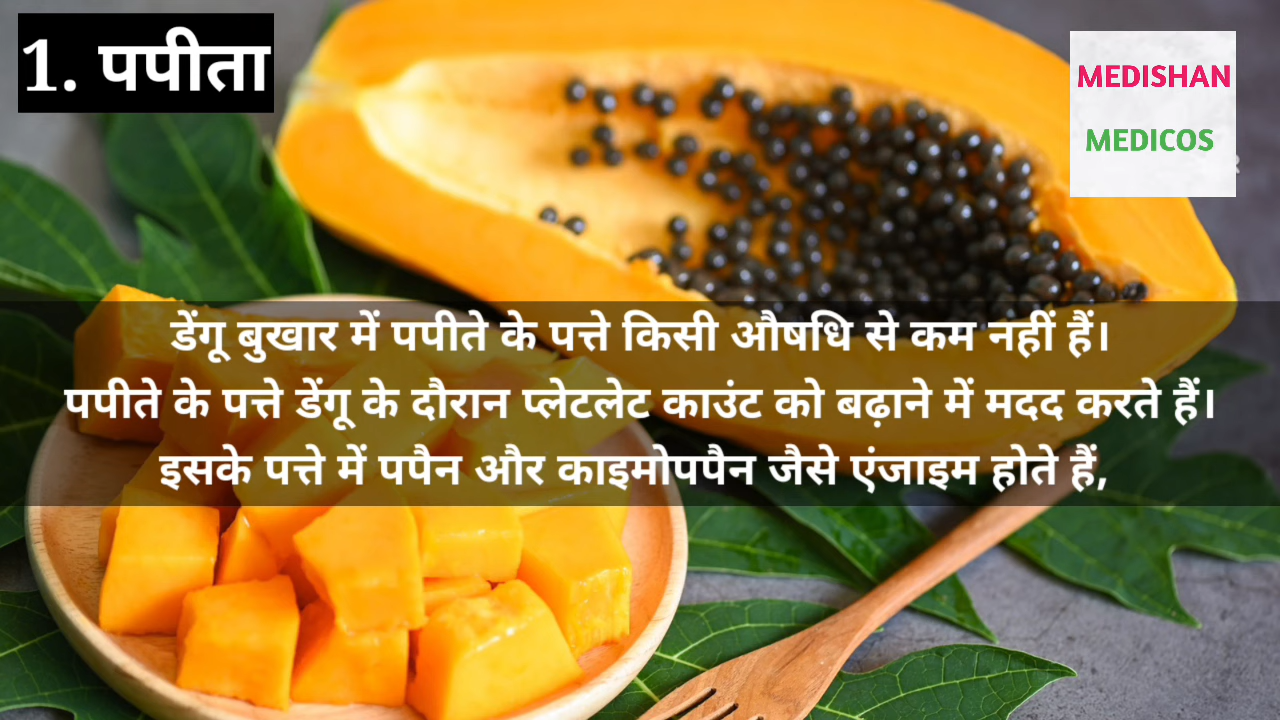 1. पपीता
MEDISHAN
MEDICOS
डेंगू बुखार में पपीते के पत्ते किसी औषधि से कम नहीं हैं।
पपीते के पत्ते डेंगू के दौरान प्लेटलेट काउंट को बढ़ाने में मदद करते हैं।
इसके पत्ते में पपैन और काइमोपपैन जैसे एंजाइम होते हैं,